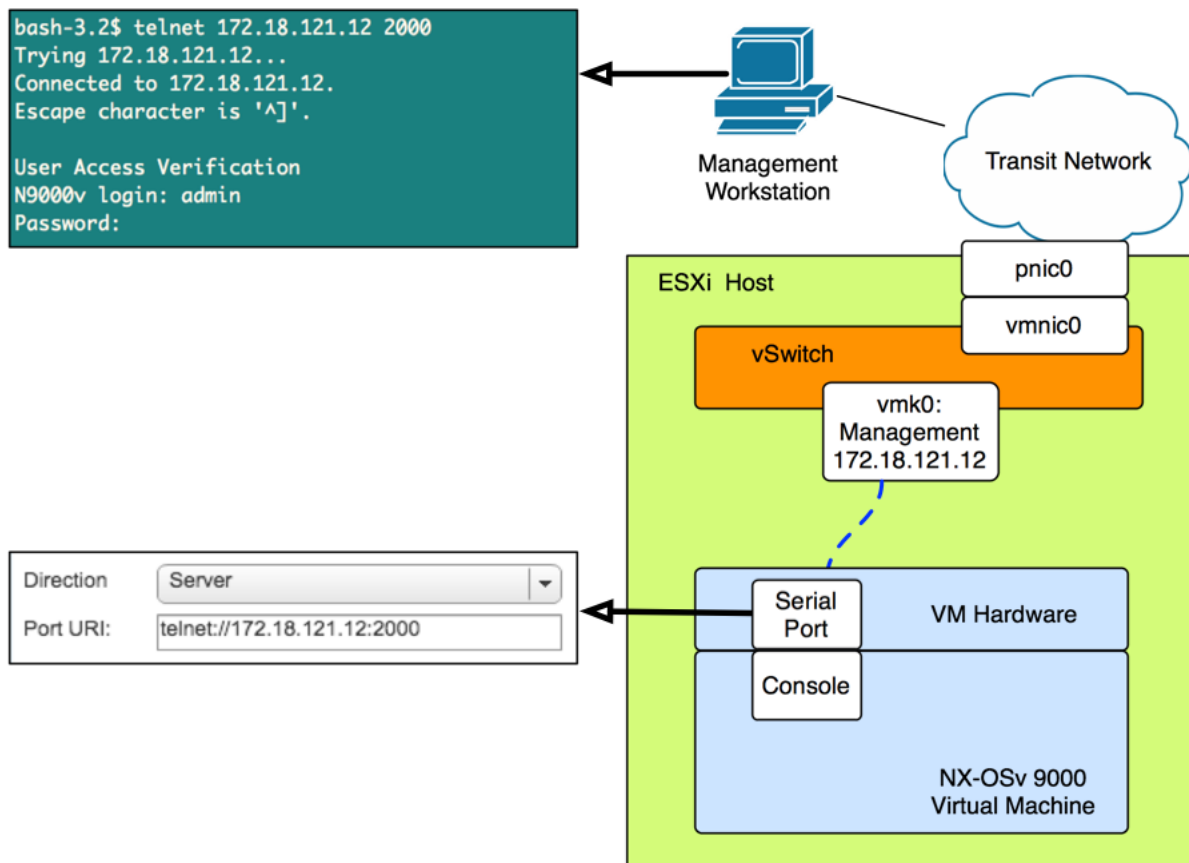 bash-3.2$ telnet 172.18.121.12 2000
Trying 172.18.121.12...
Connected to 172.18.121.12.
Escape character is '^]'.
User Access Verification
N9000v login: admin
Password:
Management
Workstation
Transit Network
ESXi Host
pnic0
vmnic0
vSwitch
vmk0:
Management
172.18.121.12
Direction
Server
Port URI:
telnet://172.18.121.12:2000
Serial
Port
VM Hardware
Console
NX-OSv 9000
Virtual Machine